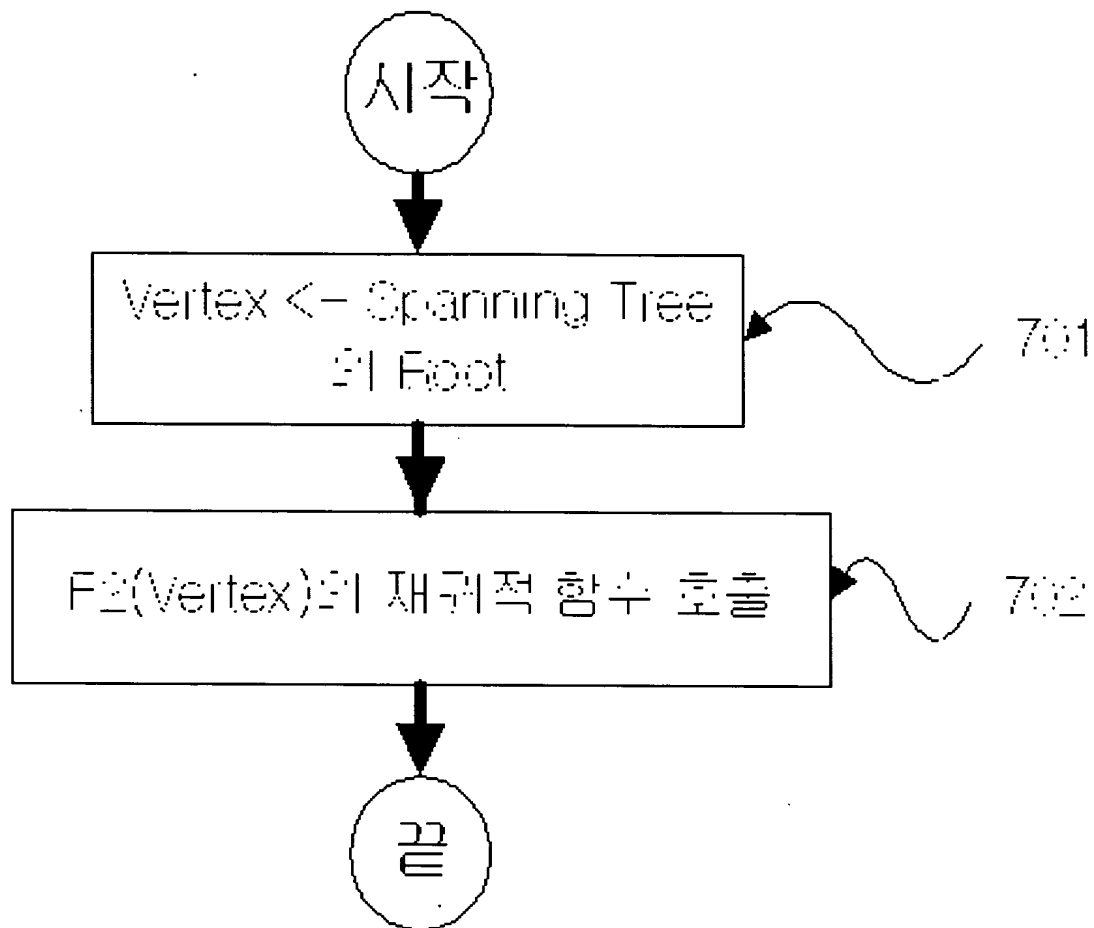 시작
Vertex <- Spanning Tree
의 Root
701
F2(Vertex)의 재귀적 함수 호출
702
끝